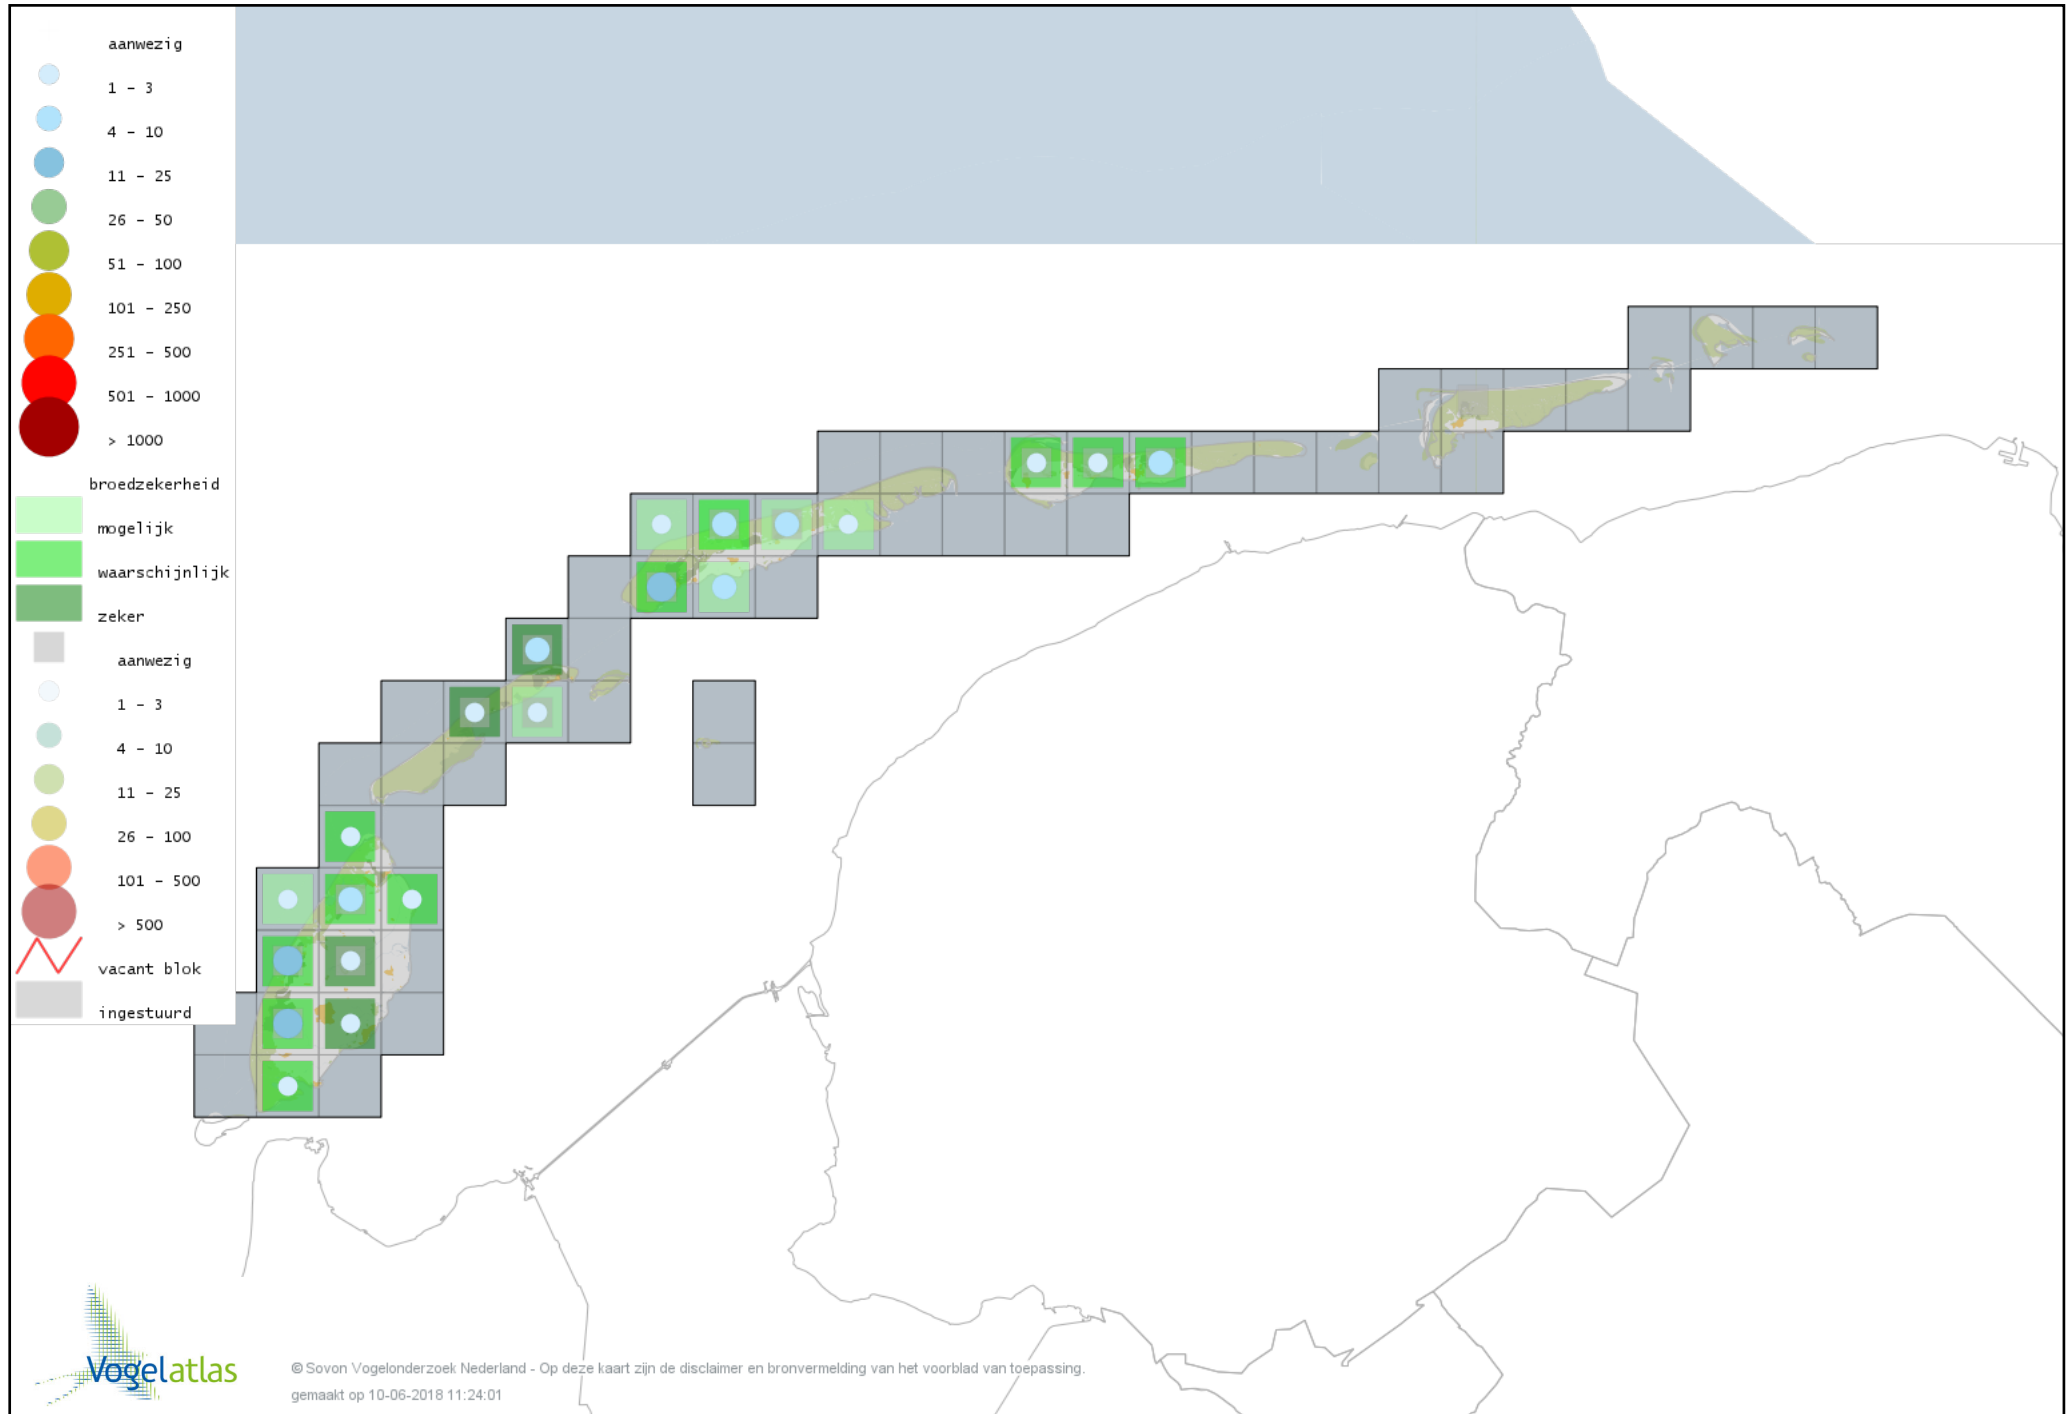 aanwezig
1 - 3
4 - 10
11 - 25
26 - 50
51 - 100
101 - 250
251 - 500
501 - 1000
> 1000
broedzekerheid
mogelijk
waarschijnlijk
zeker
aanwezig
1 - 3
4 - 10
11 - 25
26 - 100
101 - 500
> 500
vacant blok
ingestuurd
Vogelatlas
© Sovon Vogelonderzoek Nederland - Op deze kaart zijn de disclaimer en bronvermelding van het voorblad van toepassing.
gemaakt op 10-06-2018 11:24:01